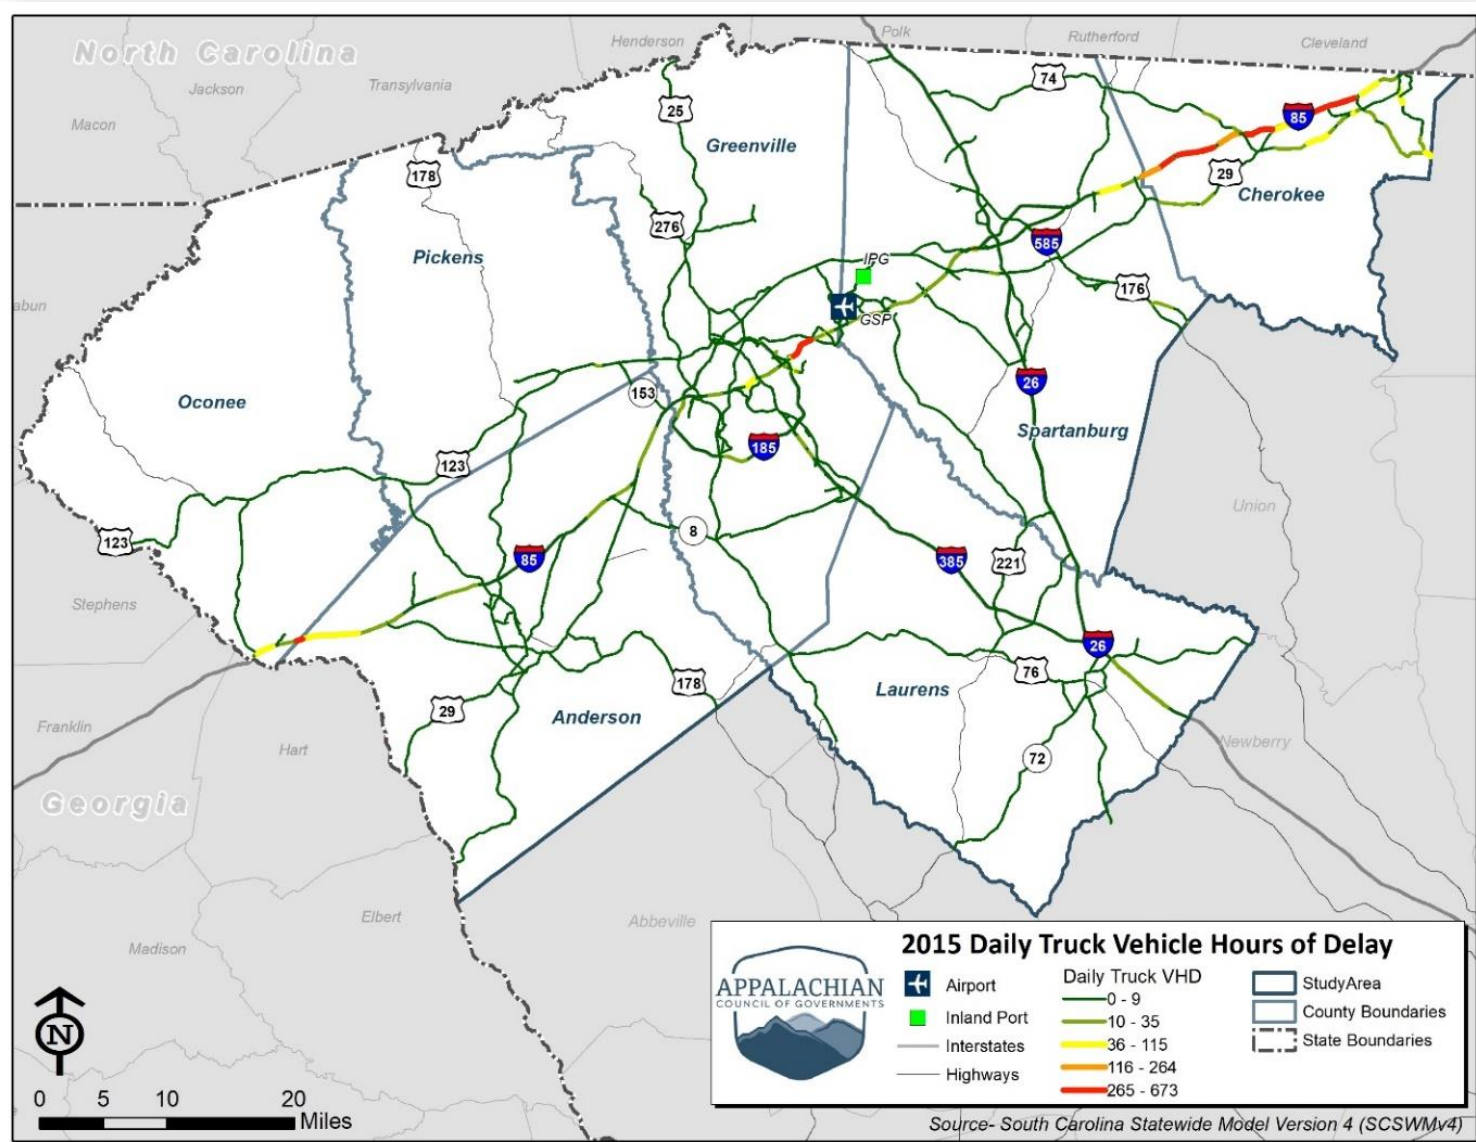 North Carolina
Henderson
Polk
Rutherford
Cleveland
Jackson
Transylvania
Macon
74
25
85
Greenville
178
29
Cherokee
276
585
Pickens
IPG
176
abun
GSP
26
153
Oconee
Spartanburg
185
123
Union
8
123
85
385
221
Stephens
26
76
178
Laurens
29
Anderson
Franklin
Newberry
Hart
72
Georgia
Elbert
Abbeville
Madison
N
0 5 10 20
Miles
2015 Daily Truck Vehicle Hours of Delay
APPALACHIAN
COUNCIL OF GOVERNMENTS
Airport
Inland Port
Interstates
Highways
Daily Truck VHD
0 - 9
10 - 35
36 - 115
116 - 264
265 - 673
StudyArea
County Boundaries
State Boundaries
Source- South Carolina Statewide Model Version 4 (SCSWMv4)